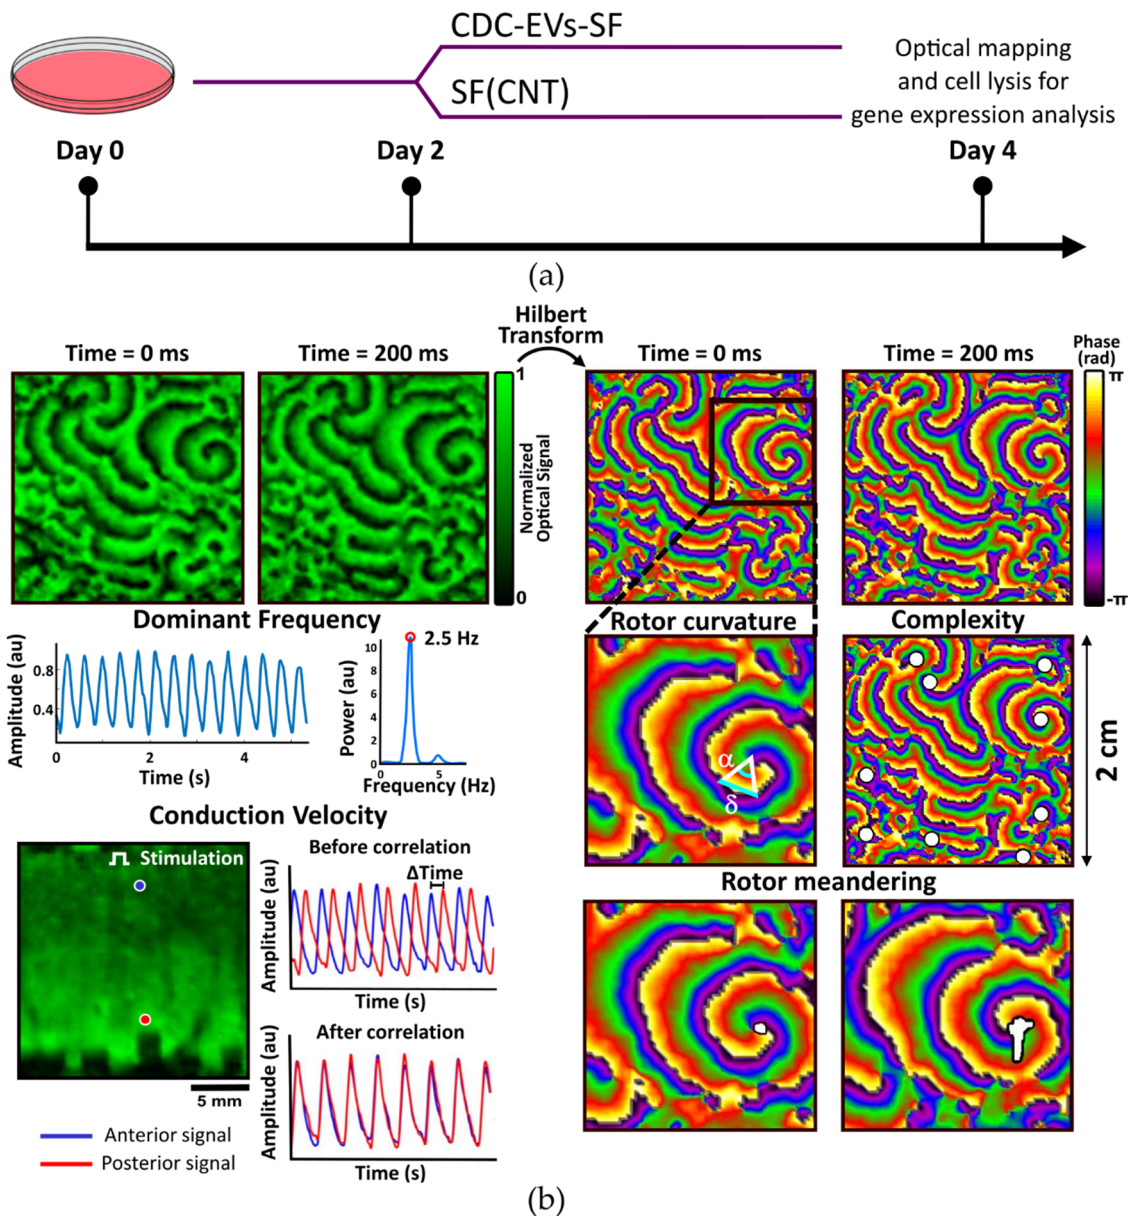 CDC-EVs-SF
SF(CNT)
Optical mapping
and cell lysis for
gene expression analysis
Day 0
Day 2
Day 4
(a)
Hilbert
Transform
Time = 0 ms
Time = 200 ms
1
Normalized
Optical Signal
0
Time = 0 ms
Time = 200 ms
Phase
(rad)
π
-π
Dominant Frequency
Amplitude (au)
0.8
0.4
0
2
4
Time (s)
Power (au)
10
8
6
4
2
0
2.5 Hz
0
5
Frequency (Hz)
Rotor curvature
α
δ
Complexity
2 cm
Conduction Velocity
Stimulation
5 mm
Anterior signal
Posterior signal
Before correlation
ΔTime
Amplitude (au)
Time (s)
After correlation
Amplitude (au)
Time (s)
Rotor meandering
(b)